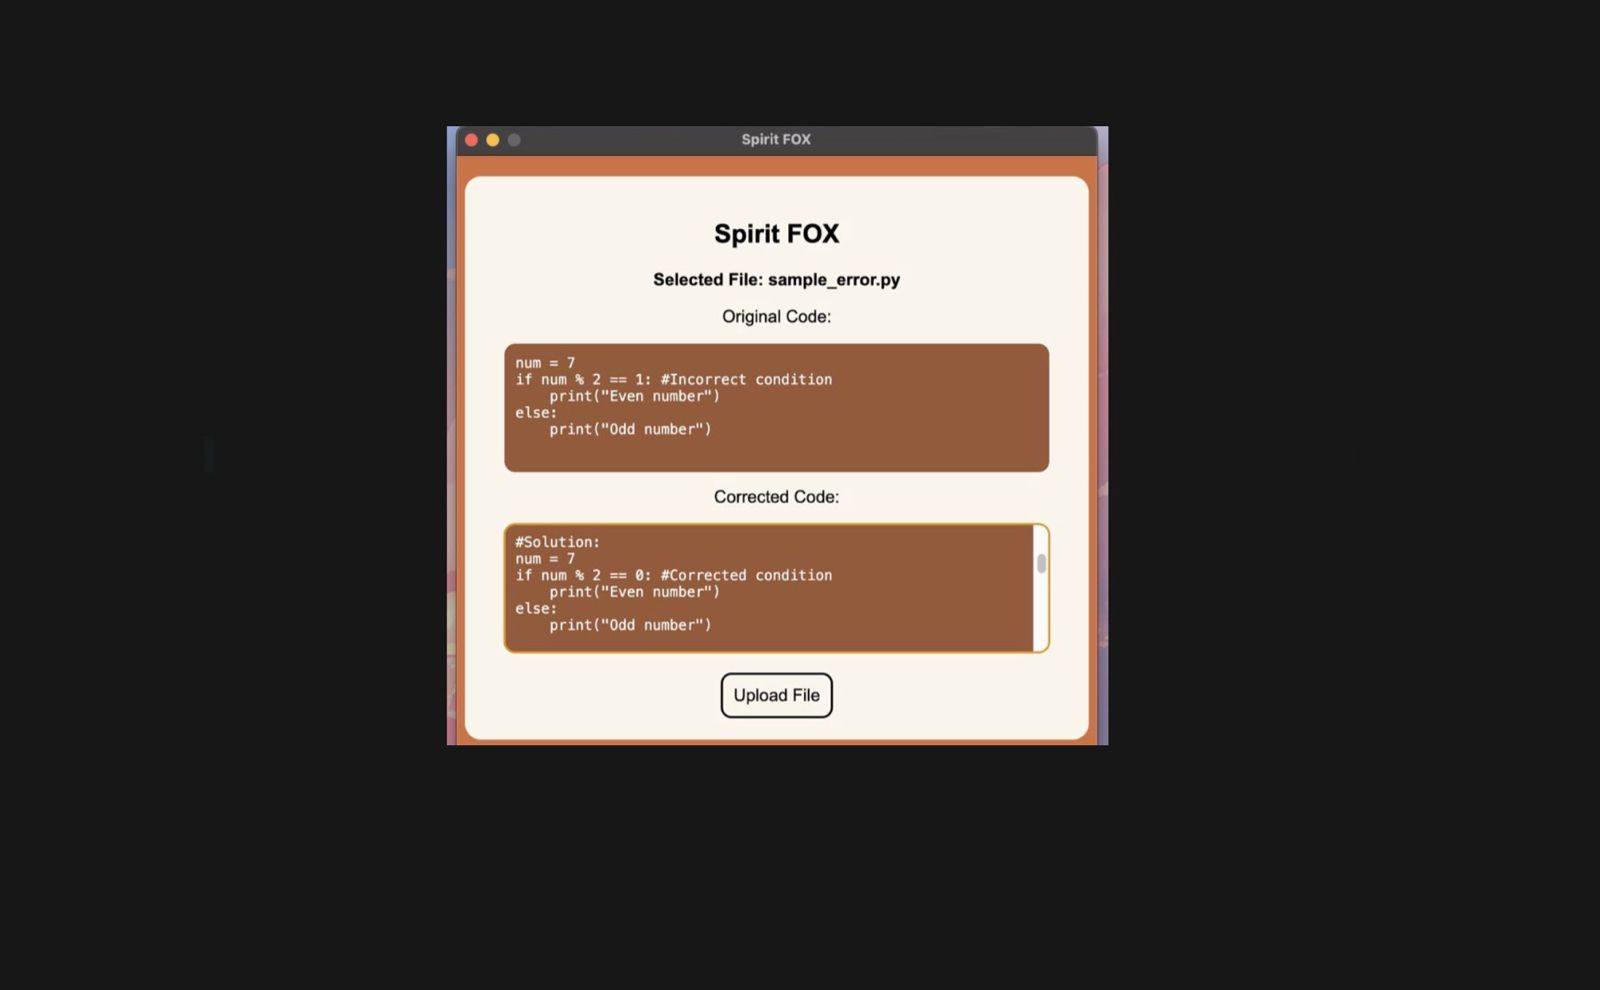 Spirit FOX
Spirit FOX
Selected File: sample_error.py
Original Code:
num = 7
if num % 2 == 1: #Incorrect condition
    print("Even number")
else:
    print("Odd number")
Corrected Code:
#Solution:
num = 7
if num % 2 == 0: #Corrected condition
    print("Even number")
else:
    print("Odd number")
Upload File